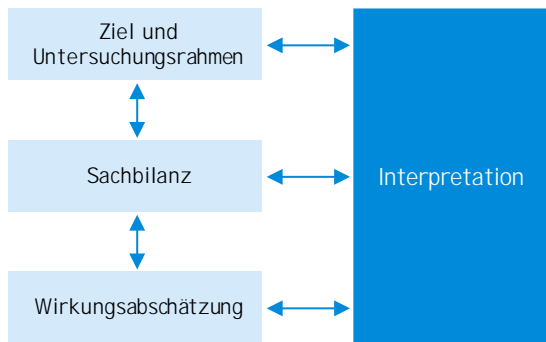 Ziel und
Untersuchungsrahmen
Sachbilanz
Interpretation
Wirkungsabschätzung